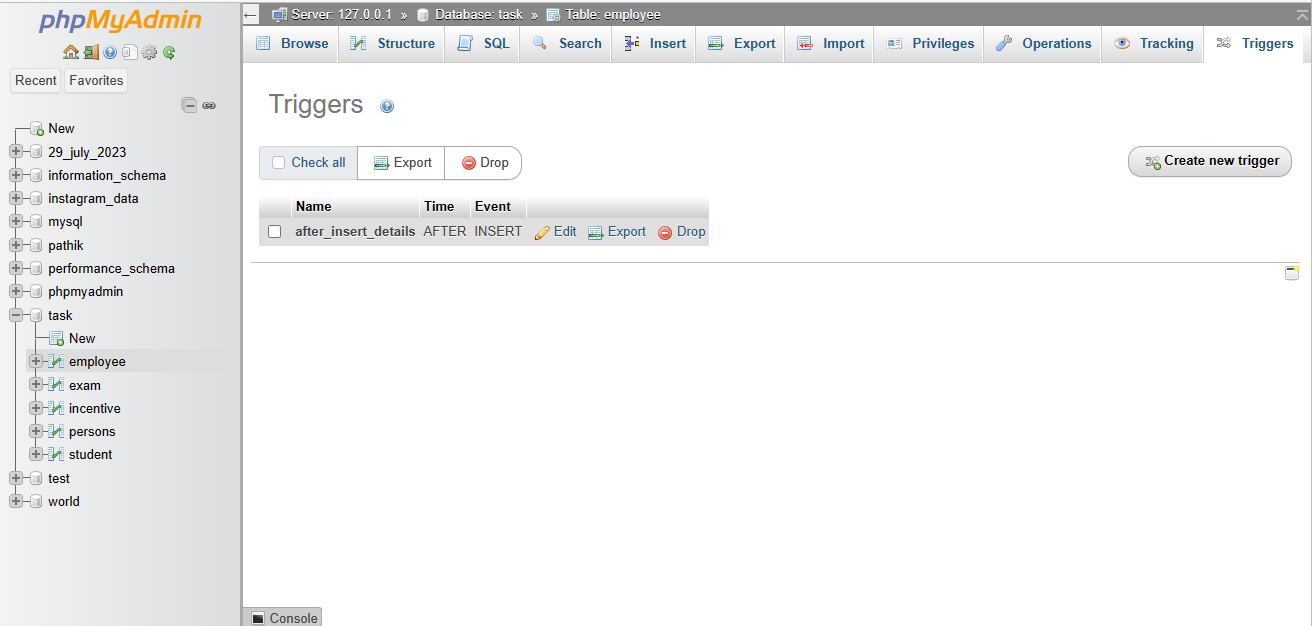 phpMyAdmin
Recent Favorites
New
29_july_2023
information_schema
instagram_data
mysql
pathik
performance_schema
phpmyadmin
task
New
employee
exam
incentive
persons
student
test
world
← Server: 127.0.0.1 » Database: task » Table: employee
Browse Structure SQL Search Insert Export Import Privileges Operations Tracking Triggers
Triggers
Check all Export Drop Create new trigger
Name Time Event
after_insert_details AFTER INSERT Edit Export Drop
Console